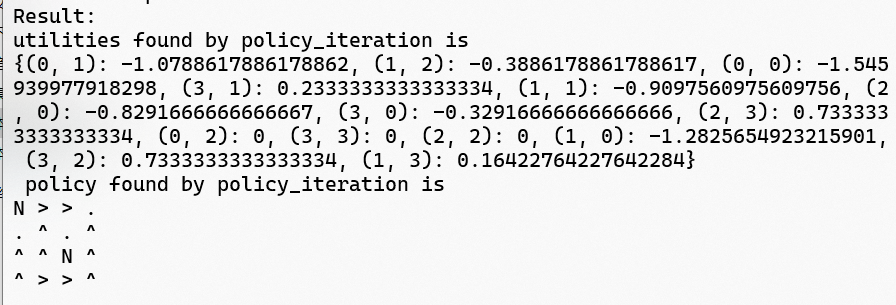 Result:
utilities found by policy_iteration is
{(0, 1): -1.0788617886178862, (1, 2): -0.3886178861788617, (0, 0): -1.545
939977918298, (3, 1): 0.2333333333333334, (1, 1): -0.9097560975609756, (2
, 0): -0.8291666666666667, (3, 0): -0.32916666666666666, (2, 3): 0.733333
3333333334, (0, 2): 0, (3, 3): 0, (2, 2): 0, (1, 0): -1.2825654923215901,
 (3, 2): 0.7333333333333334, (1, 3): 0.16422764227642284}
 policy found by policy_iteration is
N > > .
. ^ . ^
^ ^ N ^
^ > > ^